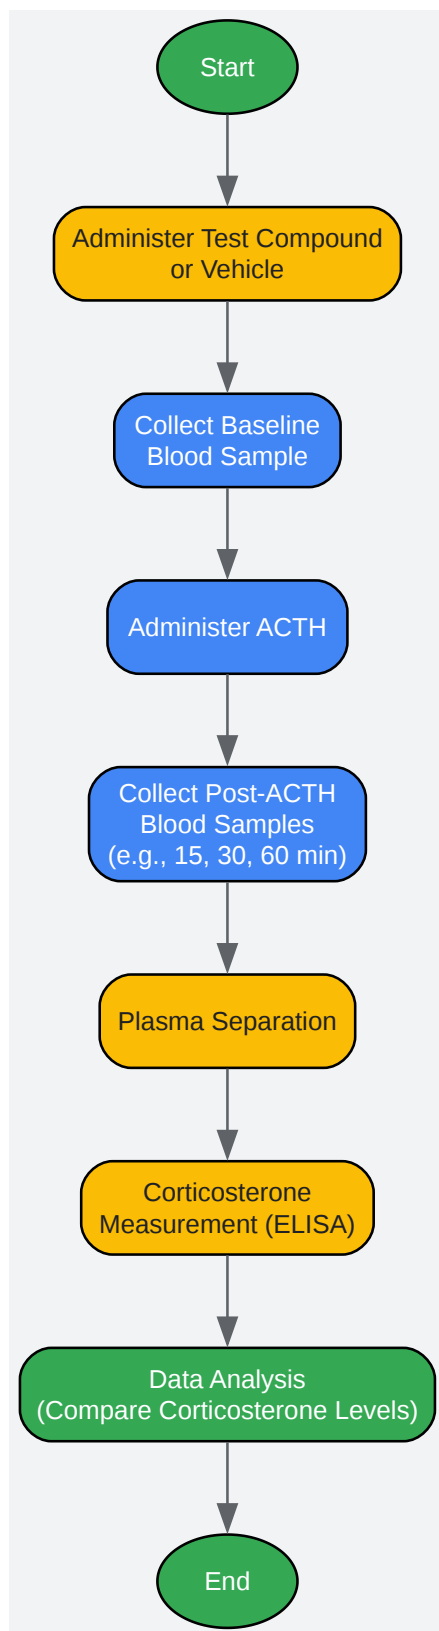 Start
Administer Test Compound
or Vehicle
Collect Baseline
Blood Sample
Administer ACTH
Collect Post-ACTH
Blood Samples
(e.g., 15, 30, 60 min)
Plasma Separation
Corticosterone
Measurement (ELISA)
Data Analysis
(Compare Corticosterone Levels)
End